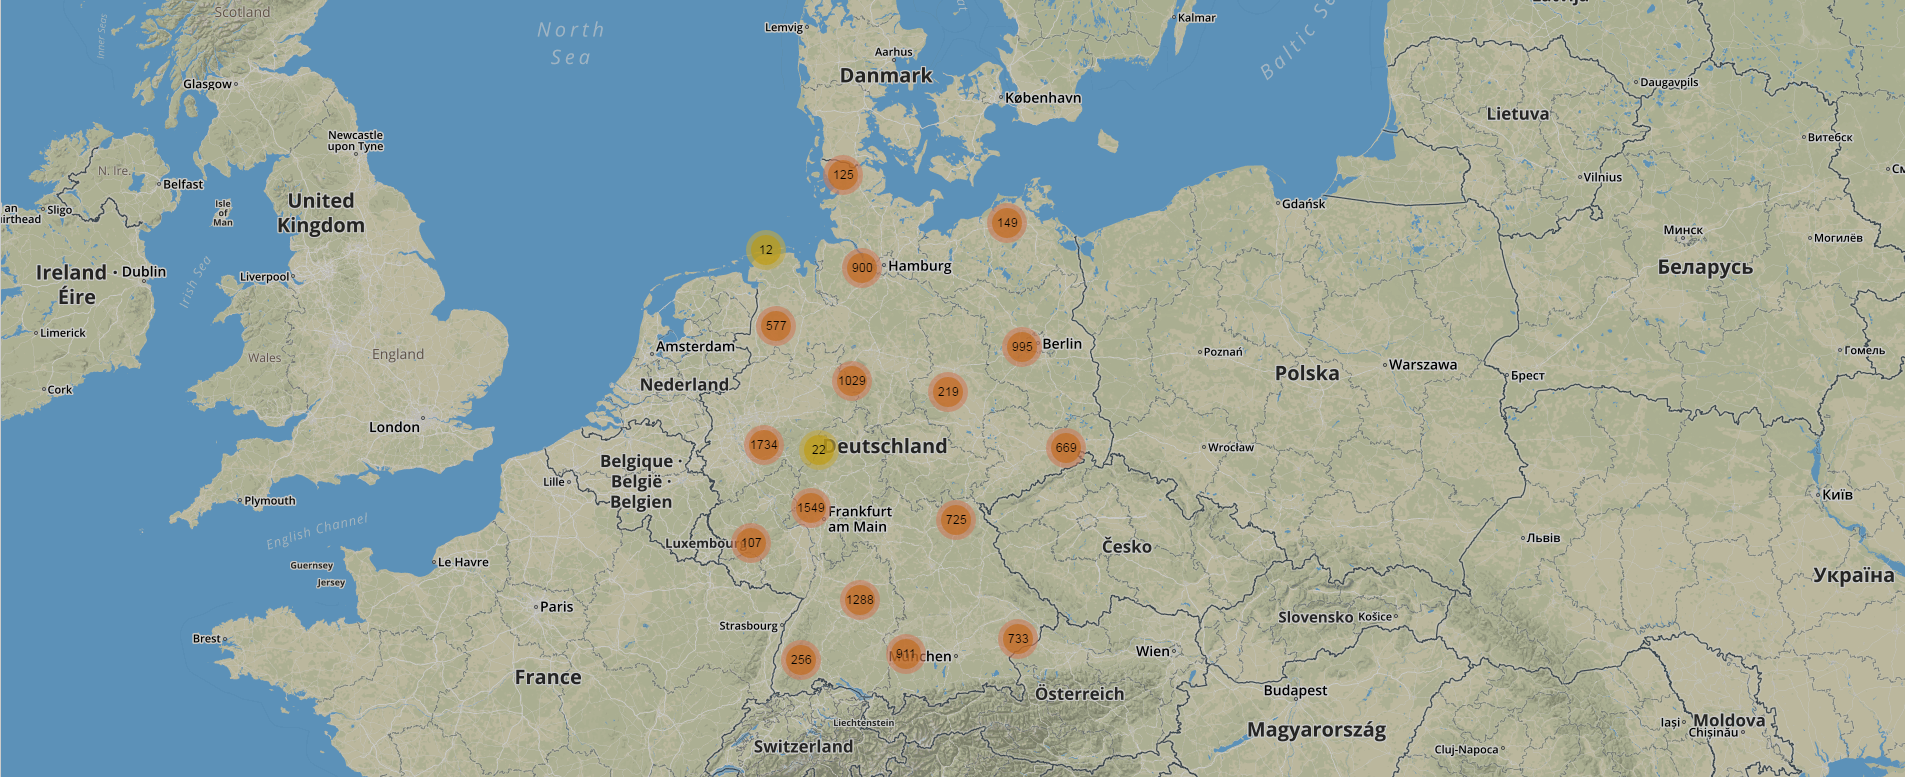 Scotland
North
Sea
Lemvig
Aarhus
Kalmar
Baltic
Danmark
Inner Seas
Glasgow
København
Daugavpils
Lietuva
Newcastle
upon Tyne
Витебск
N. Ire.
Belfast
125
Vilnius
an
Sligo
Isle
of
Man
United
Kingdom
Gdańsk
149
Минск
Могилёв
12
Ireland ·
Éire
Dublin
Irish Sea
Liverpool
900
Hamburg
Беларусь
Limerick
577
Amsterdam
995
Berlin
Poznań
Гомель
Wales
England
Warszawa
Брест
Cork
Nederland
1029
219
Polska
London
1734
22
Deutschland
669
Wrocław
Belgique ·
België ·
Belgien
Lille
Plymouth
Київ
1549
Frankfurt
am Main
725
English Channel
Luxembour
107
Česko
Львів
Le Havre
Guernsey
Jersey
Україна
Paris
1288
Slovensko
Košice
Strasbourg
Brest
733
256
911
München
Wien
France
Österreich
Budapest
Liechtenstein
Iași
Moldova
Chișinău
Magyarország
Switzerland
Cluj-Napoca